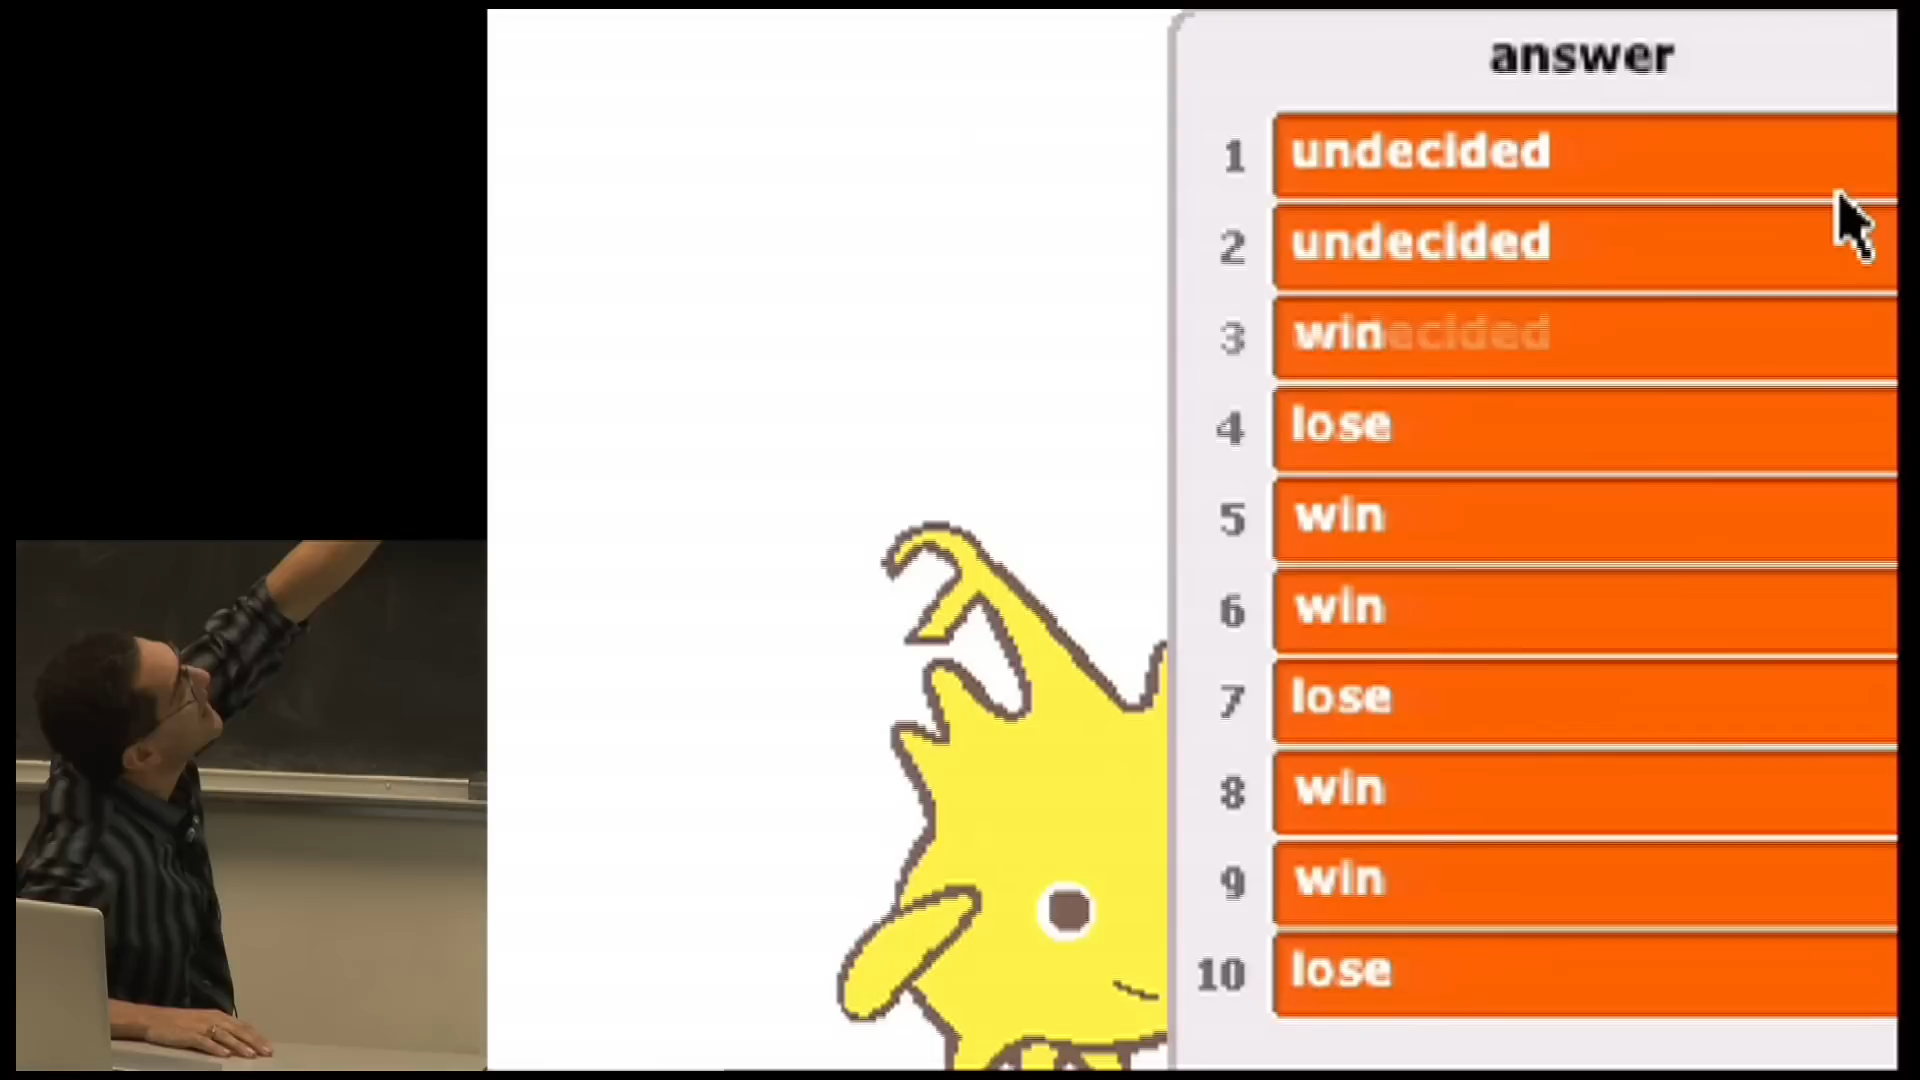 answer
1 undecided
2 undecided
3 winecided
4 lose
5 win
6 win
7 lose
8 win
9 win
10 lose